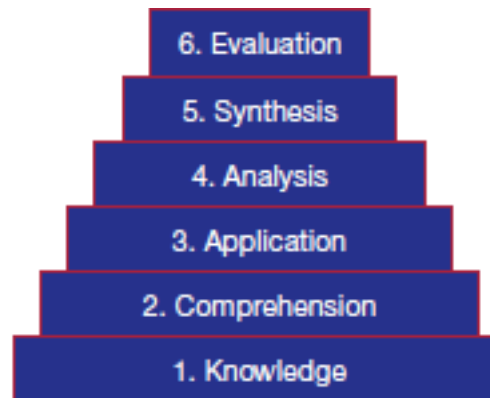 6. Evaluation
5. Synthesis
4. Analysis
3. Application
2. Comprehension
1. Knowledge